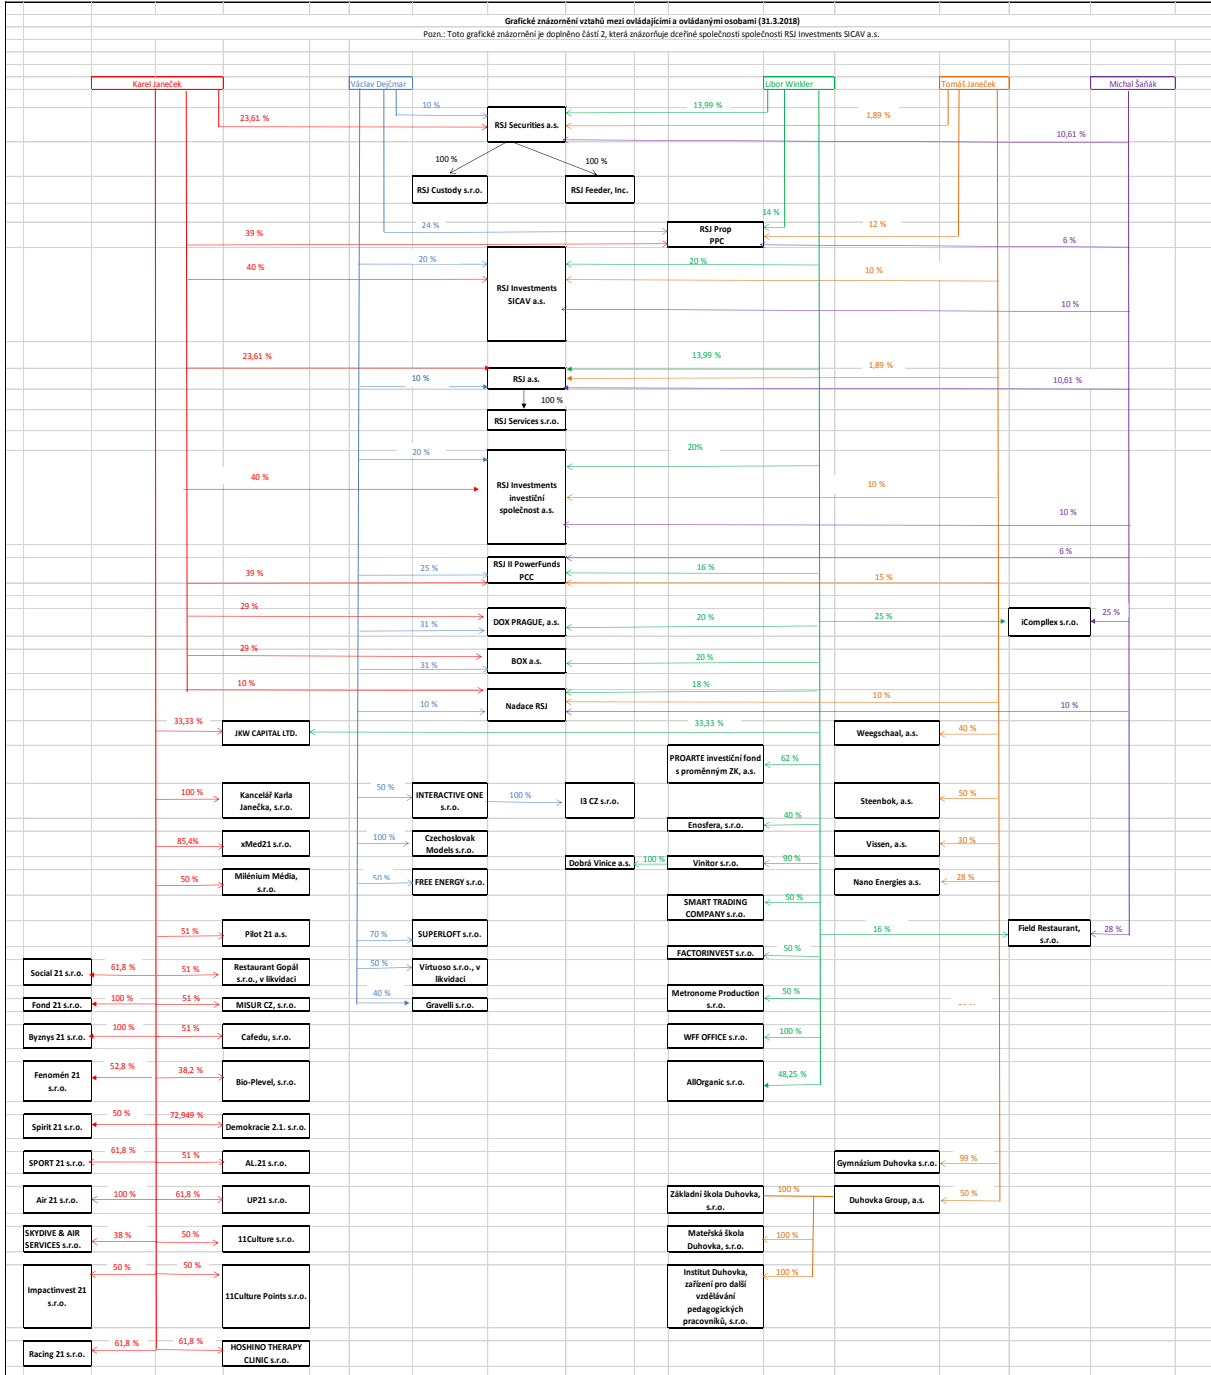 Grafické znázornění vztahů mezi ovládajícími a ovládanými osobami (31.3.2018)
Pozn.: Toto grafické znázornění je doplněno částí 2, která znázorňuje dceřiné společnosti společnosti RSJ Investments SICAV a.s.
Karel Janeček
Václav Dejčmar
Libor Winkler
Tomáš Janeček
Michal Šaňák
10 %
13,99 %
23,61 %
RSJ Securities a.s.
1,89 %
10,61 %
100 %
100 %
RSJ Custody s.r.o.
RSJ Feeder, Inc.
14 %
24 %
RSJ Prop
PPC
12 %
39 %
6 %
20 %
20 %
40 %
RSJ Investments
SICAV a.s.
10 %
10 %
23,61 %
13,99 %
10 %
RSJ a.s.
1,89 %
10,61 %
100 %
RSJ Services s.r.o.
20 %
20%
40 %
RSJ Investments
investiční
společnost a.s.
10 %
10 %
6 %
39 %
25 %
RSJ II PowerFunds
PCC
16 %
15 %
29 %
31 %
DOX PRAGUE, a.s.
20 %
25 %
iCompllex s.r.o.
25 %
29 %
31 %
BOX a.s.
20 %
10 %
10 %
Nadace RSJ
18 %
10 %
10 %
33,33 %
JKW CAPITAL LTD.
33,33 %
Weegschaal, a.s.
40 %
PROARTE investiční fond
s proměnným ZK, a.s.
62 %
100 %
Kancelář Karla
Janečka, s.r.o.
50 %
INTERACTIVE ONE
s.r.o.
100 %
I3 CZ s.r.o.
Steenbok, a.s.
50 %
Enosfera, s.r.o.
40 %
85,4%
xMed21 s.r.o.
100 %
Czechoslovak
Models s.r.o.
Vissen, a.s.
30 %
Dobrá Vinice a.s.
100 %
Vinitor s.r.o.
90 %
50 %
Milénium Média,
s.r.o.
50 %
FREE ENERGY s.r.o.
Nano Energies a.s.
28 %
SMART TRADING
COMPANY s.r.o.
50 %
51 %
Pilot 21 a.s.
70 %
SUPERLOFT s.r.o.
16 %
Field Restaurant,
s.r.o.
28 %
FACTORINVEST s.r.o.
50 %
Social 21 s.r.o.
61,8 %
51 %
Restaurant Gopál
s.r.o., v likvidaci
50 %
Virtuoso s.r.o., v
likvidaci
Fond 21 s.r.o.
100 %
51 %
MISUR CZ, s.r.o.
40 %
Gravelli s.r.o.
Metronome Production
s.r.o.
50 %
Byznys 21 s.r.o.
100 %
51 %
Cafedu, s.r.o.
WFF OFFICE s.r.o.
100 %
Fenomén 21
s.r.o.
52,8 %
38,2 %
Bio-Plevel, s.r.o.
AllOrganic s.r.o.
48,25 %
Spirit 21 s.r.o.
50 %
72,949 %
Demokracie 2.1. s.r.o.
SPORT 21 s.r.o.
61,8 %
51 %
AL.21 s.r.o.
Gymnázium Duhovka s.r.o.
99 %
Air 21 s.r.o.
100 %
61,8 %
UP21 s.r.o.
Základní škola Duhovka,
s.r.o.
100 %
Duhovka Group, a.s.
50 %
SKYDIVE & AIR
SERVICES s.r.o.
38 %
50 %
11Culture s.r.o.
Mateřská škola
Duhovka, s.r.o.
100 %
Impactinvest 21
s.r.o.
50 %
50 %
11Culture Points s.r.o.
Institut Duhovka,
zařízení pro další
vzdělávání
pedagogických
pracovníků, s.r.o.
100 %
Racing 21 s.r.o.
61,8 %
61,8 %
HOSHINO THERAPY
CLINIC s.r.o.